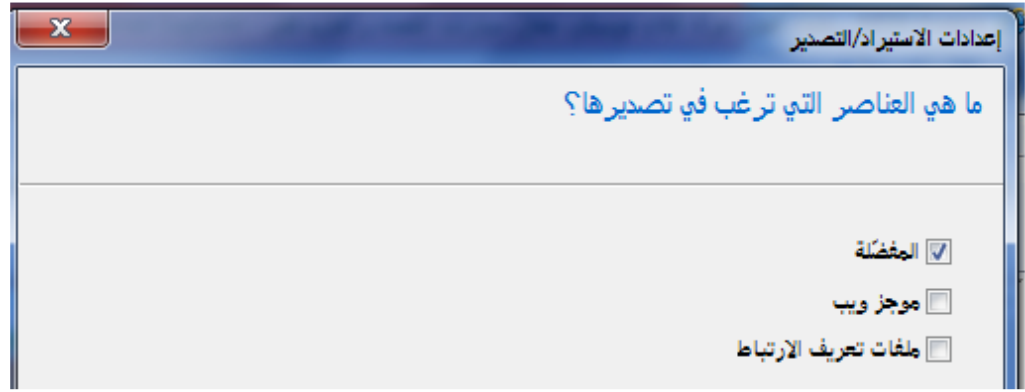 إعدادات الاستيراد/التصدير
ما هي العناصر التي ترغب في تصديرها؟
المفضّلة
موجز ويب
ملفات تعريف الارتباط